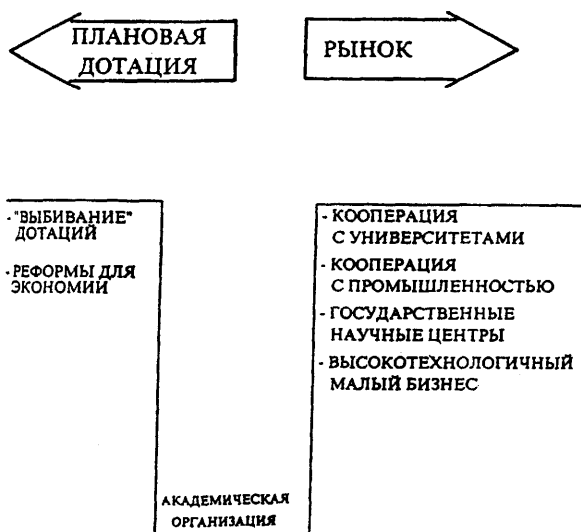 ПЛАНОВАЯ
ДОТАЦИЯ
РЫНОК
- "ВЫБИВАНИЕ"
ДОТАЦИЙ
- РЕФОРМЫ ДЛЯ
ЭКОНОМИИ
- КООПЕРАЦИЯ
С УНИВЕРСИТЕТАМИ
- КООПЕРАЦИЯ
С ПРОМЫШЛЕННОСТЬЮ
- ГОСУДАРСТВЕННЫЕ
НАУЧНЫЕ ЦЕНТРЫ
- ВЫСОКОТЕХНОЛОГИЧНЫЙ
МАЛЫЙ БИЗНЕС
АКАДЕМИЧЕСКАЯ
ОРГАНИЗАЦИЯ